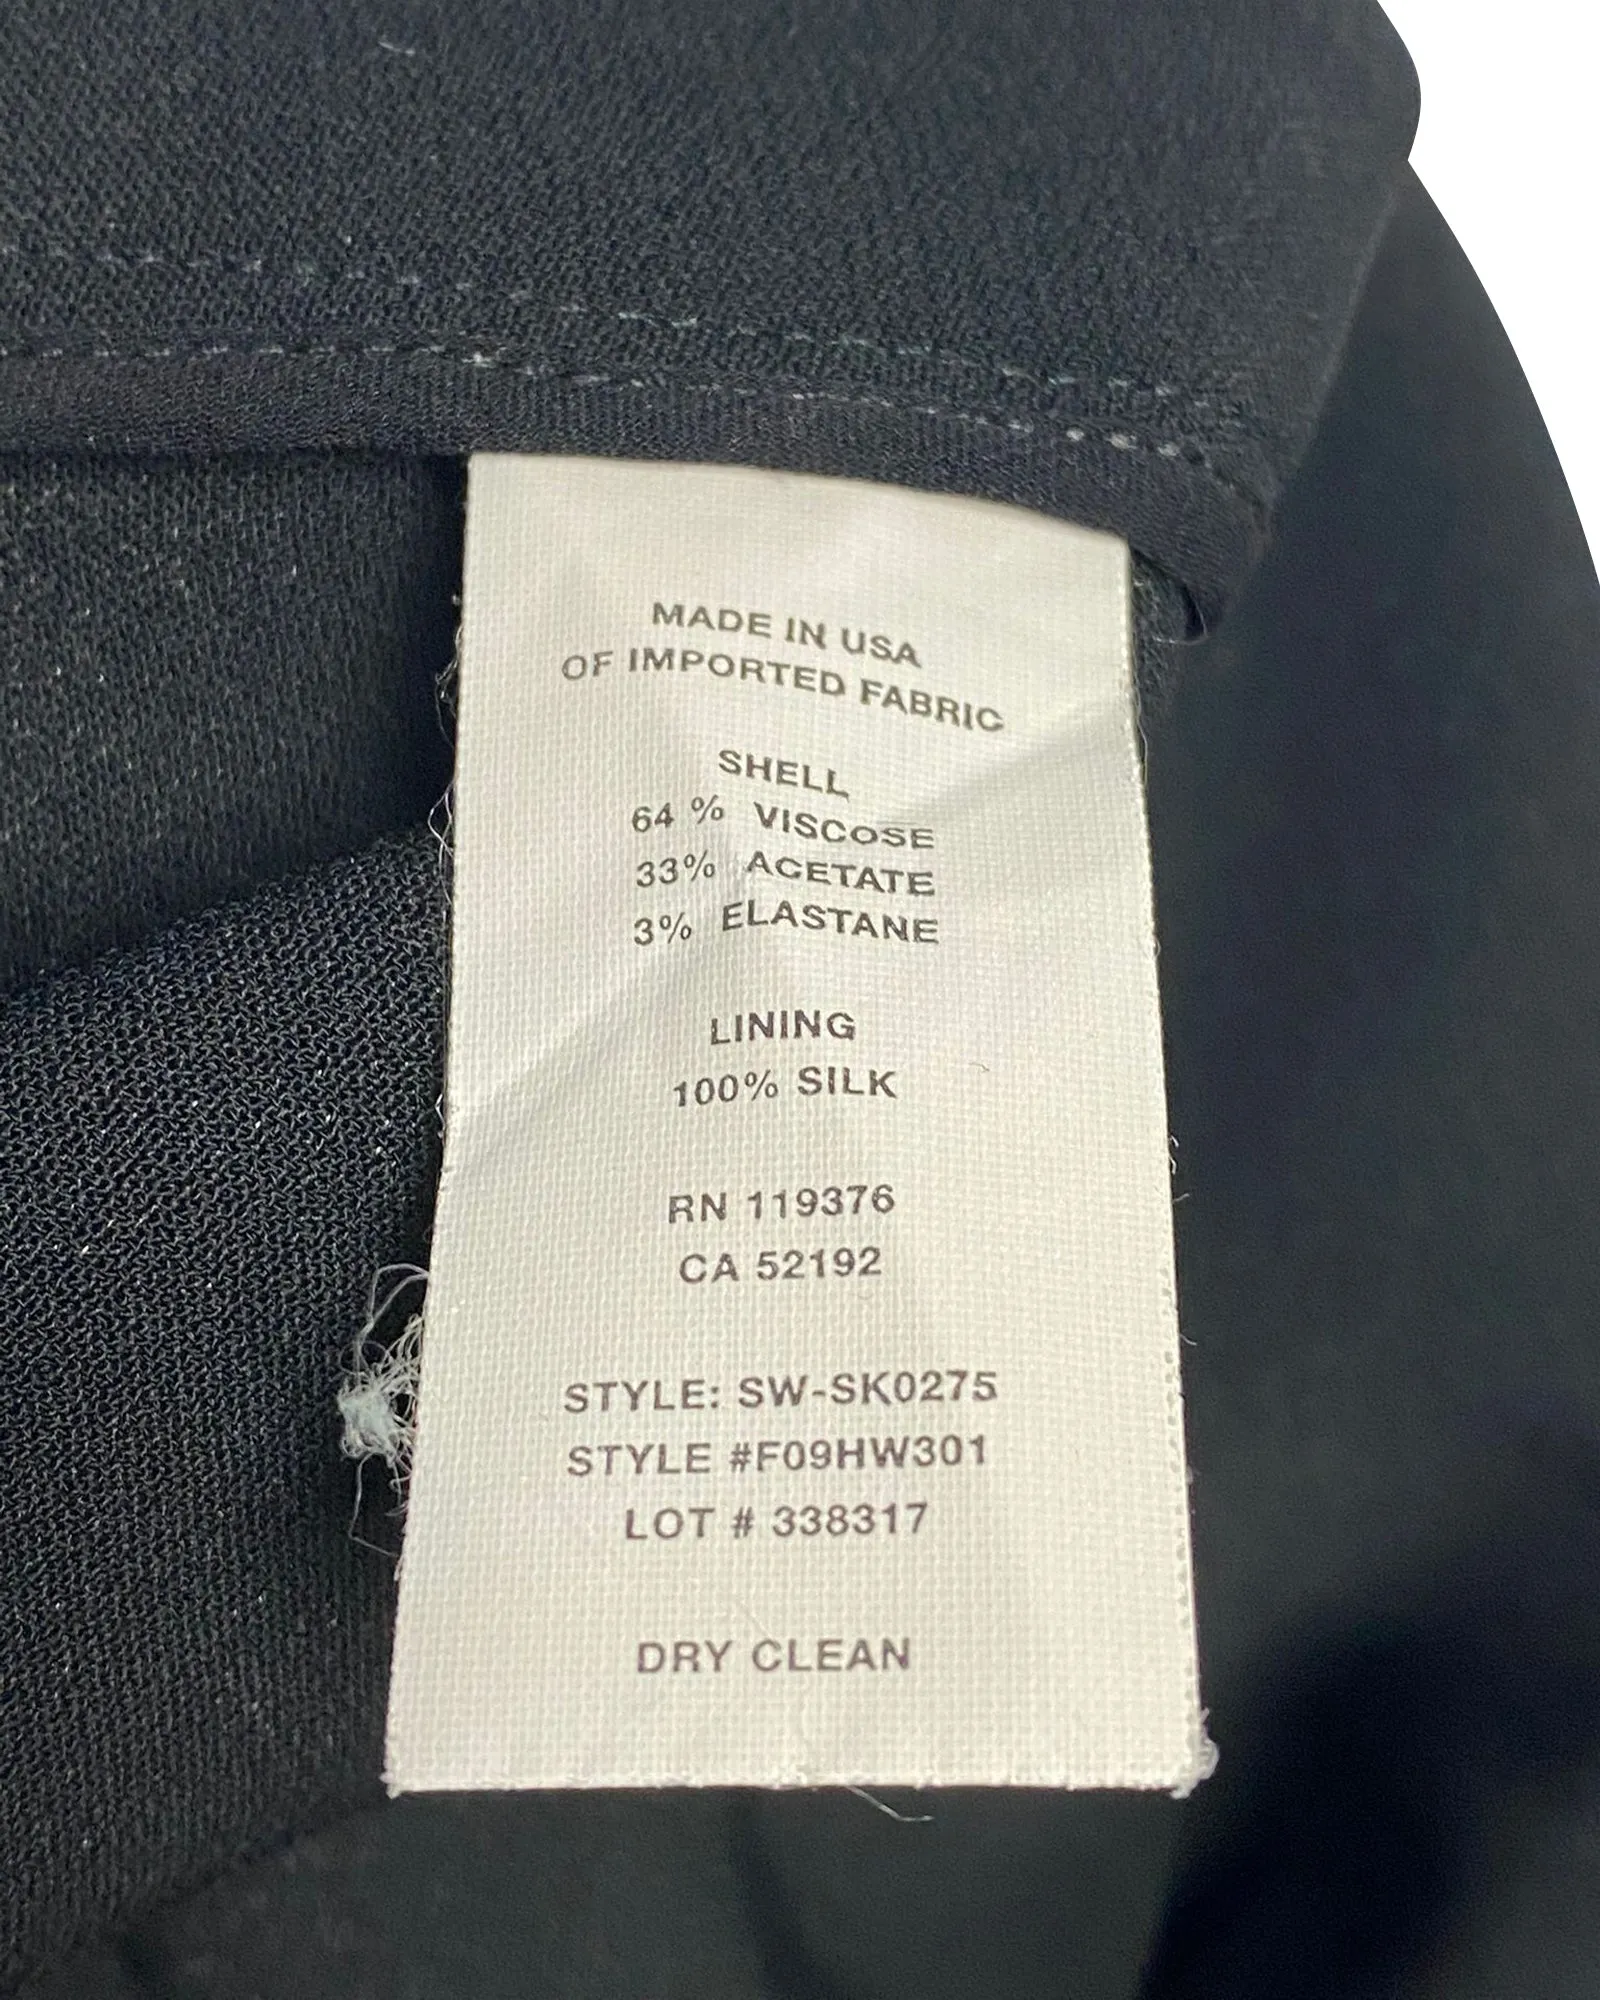 MADE IN USA
OF IMPORTED FABRIC
SHELL
64 % VISCOSE
33% ACETATE
3% ELASTANE
LINING
100% SILK
RN 119376
CA 52192
STYLE: SW-SK0275
STYLE #F09HW301
LOT # 338317
DRY CLEAN